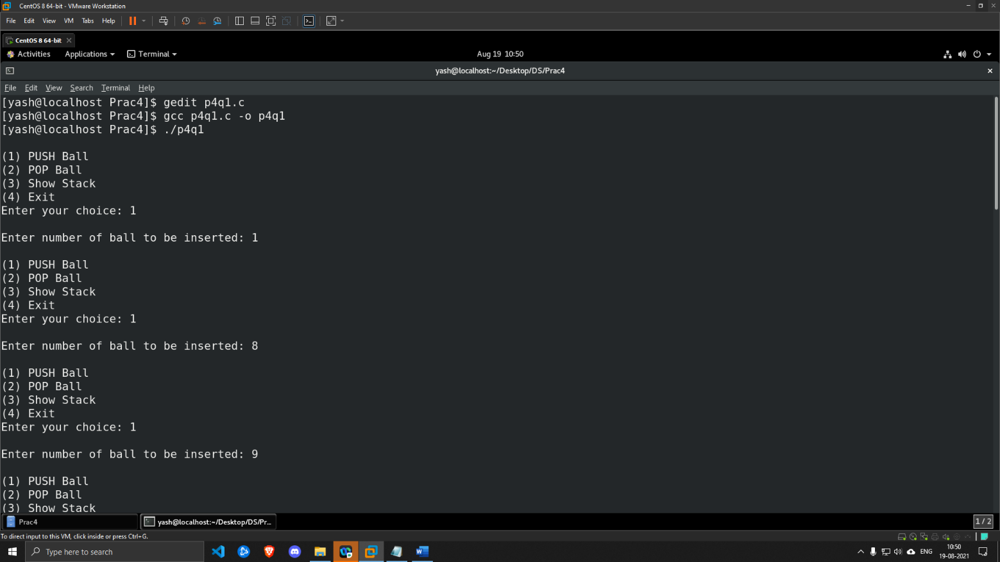 CentOS 8 64-bit - VMware Workstation
File Edit View VM Tabs Help
CentOS 8 64-bit
Activities Applications Terminal Aug 19 10:50
yash@localhost:~/Desktop/DS/Prac4
File Edit View Search Terminal Help
[yash@localhost Prac4]$ gedit p4q1.c
[yash@localhost Prac4]$ gcc p4q1.c -o p4q1
[yash@localhost Prac4]$ ./p4q1
(1) PUSH Ball
(2) POP Ball
(3) Show Stack
(4) Exit
Enter your choice: 1
Enter number of ball to be inserted: 1
(1) PUSH Ball
(2) POP Ball
(3) Show Stack
(4) Exit
Enter your choice: 1
Enter number of ball to be inserted: 8
(1) PUSH Ball
(2) POP Ball
(3) Show Stack
(4) Exit
Enter your choice: 1
Enter number of ball to be inserted: 9
(1) PUSH Ball
(2) POP Ball
(3) Show Stack
Prac4 yash@localhost:~/Desktop/DS/Pr... 1 / 2
To direct input to this VM, click inside or press Ctrl+G.
Type here to search ENG 10:50
19-08-2021